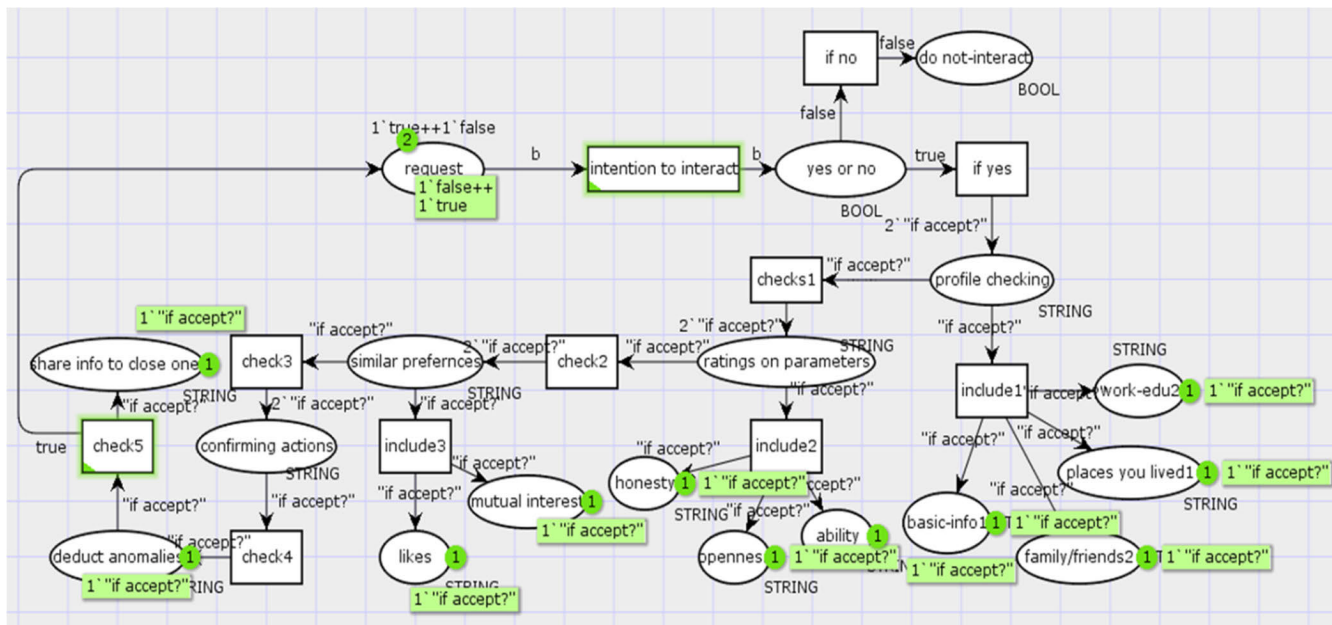 if no
false
do not-interact
BOOL
false
1`true++1`false
2
request
1`false++
1`true
b
intention to interact
b
yes or no
BOOL
true
if yes
2`"if accept?"
checks1
"if accept?"
profile checking
STRING
1`"if accept?"
"if accept?"
check3
similar prefernces
2`"if accept?"
check2
"if accept?"
2`"if accept?"
ratings on parameters
STRING
"if accept?"
STRING
share info to close one
1
STRING
STRING
include1
"if accept?"
work-edu2
1
1`"if accept?"
"if accept?"
2`"if accept?"
"if accept?"
"if accept?"
true
check5
confirming actions
STRING
include3
"if accept?"
mutual interest
1
1`"if accept?"
include2
"if accept?"
honesty
1
1`"if accept?"
STRING
"if accept?"
"if accept?"
places you lived1
1
1`"if accept?"
STRING
"if accept?"
"if accept?"
"if accept?"
basic-info1
1
1`"if accept?"
deduct anomalies
1
"if accept?"
check4
1`"if accept?"
likes
1
STRING
1`"if accept?"
ability
1
opennes
1
1`"if accept?"
STRING
1`"if accept?"
family/friends2
1
1`"if accept?"